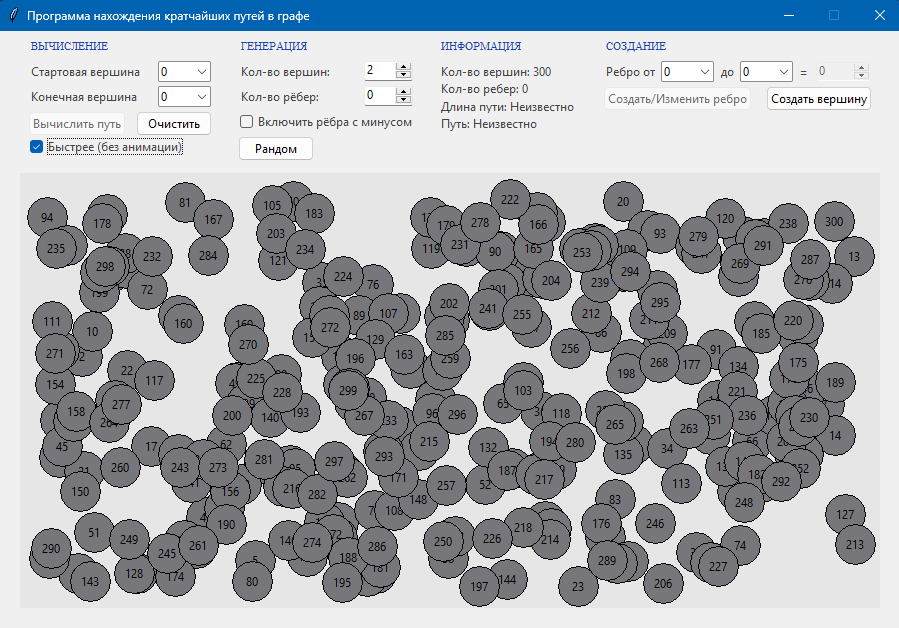 Программа нахождения кратчайших путей в графе
ВЫЧИСЛЕНИЕ ГЕНЕРАЦИЯ ИНФОРМАЦИЯ СОЗДАНИЕ
Стартовая вершина 0 Кол-во вершин: 2 Кол-во вершин: 300 Ребро от 0 до 0 = 0
Кол-во ребер: 0
Конечная вершина 0 Кол-во рёбер: 0 Создать/Изменить ребро Создать вершину
Длина пути: Неизвестно
Вычислить путь Очистить Включить рёбра с минусом Путь: Неизвестно
Быстрее (без анимации) Рандом
81 105 183 222 20
94 178 167 278 166 120 238 300
203 93 279
235 232 284 121 234 119 231 90 165 253 291
298 269 287 13
72 224 76 204 239 294 14
202 295
111 160 89 107 241 255 212 220
10 272 285 185
270 129 256
271 196 163 259 198 268 177 91 175
154 22 117 225 134 189
228 299 103 221
158 277 200 140 193 267 96 296 118 265 236 230
45 17 62 215 132 280 263 14
243 273 281 297 293 135 34
260 187 217
150 156 216 282 171 257 52 113 292
148 83 248
51 190 218 176 246 127
290 249 261 274 286 250 226 214 74 213
245 188 289 227
143 128 174 80 195 181 197 144 23 206